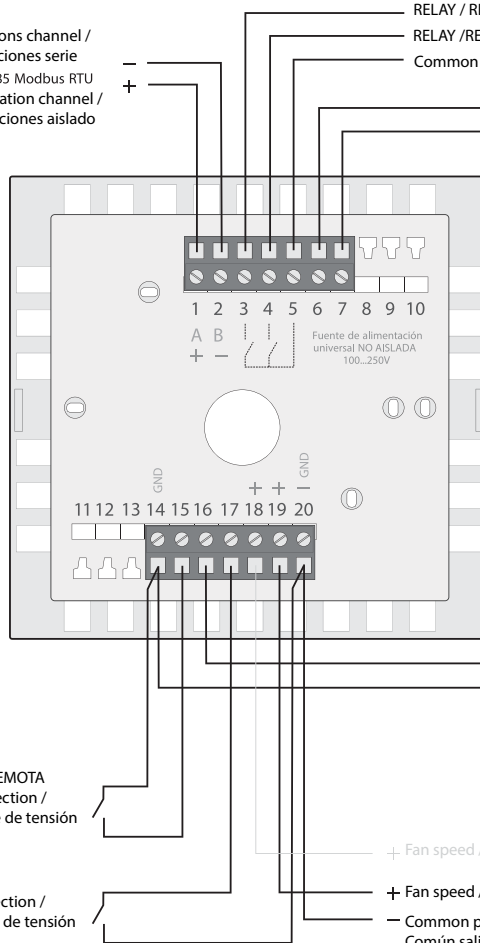 RELAY / RE
ons channel /
RELAY /RE
ciones serie
Common
–
35 Modbus RTU
+
ation channel /
ciones aislado
1 2 3 4 5 6 7 8 9 10
A B
+ –
Fuente de alimentación
universal NO AISLADA
100...250V
GND
GND
+ + –
11 12 13 14 15 16 17 18 19 20
EMOTA
ection /
e de tensión
+ Fan speed /
ection /
de tensión
+ Fan speed /
– Common p
Común sali